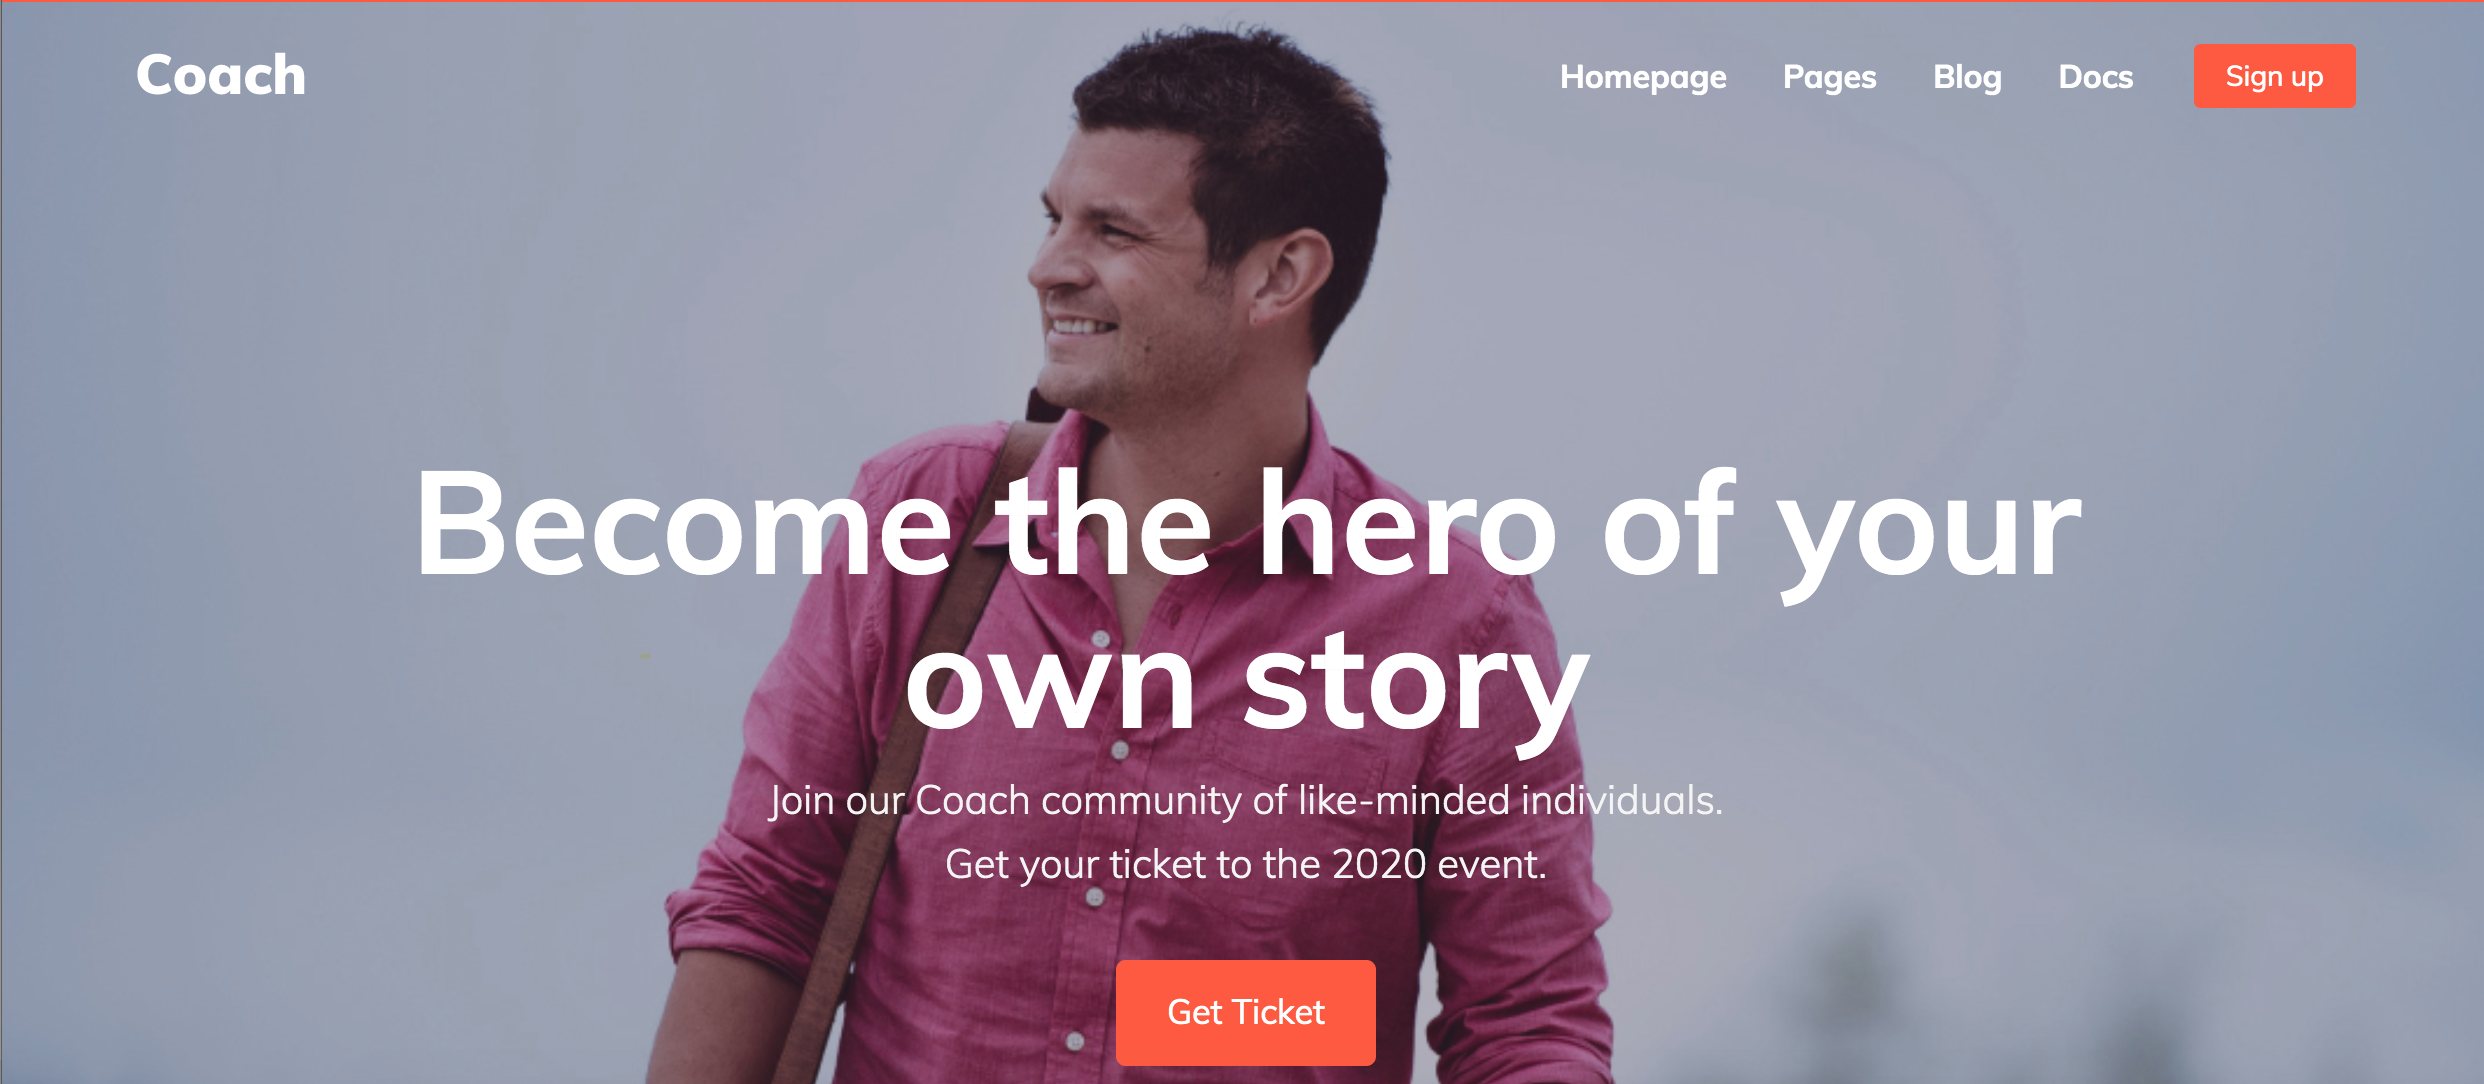 Coach
Homepage Pages Blog Docs Sign up
Become the hero of your
own story
Join our Coach community of like-minded individuals.
Get your ticket to the 2020 event.
Get Ticket